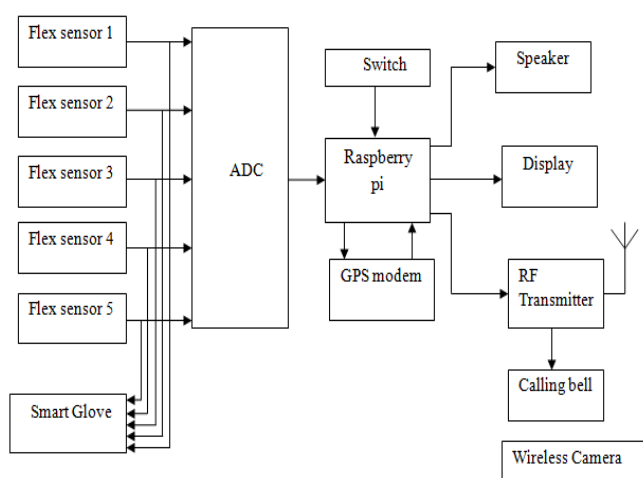 Flex sensor 1
Flex sensor 2
Flex sensor 3
Flex sensor 4
Flex sensor 5
Smart Glove
ADC
Switch
Raspberry
pi
GPS modem
Speaker
Display
RF
Transmitter
Calling bell
Wireless Camera